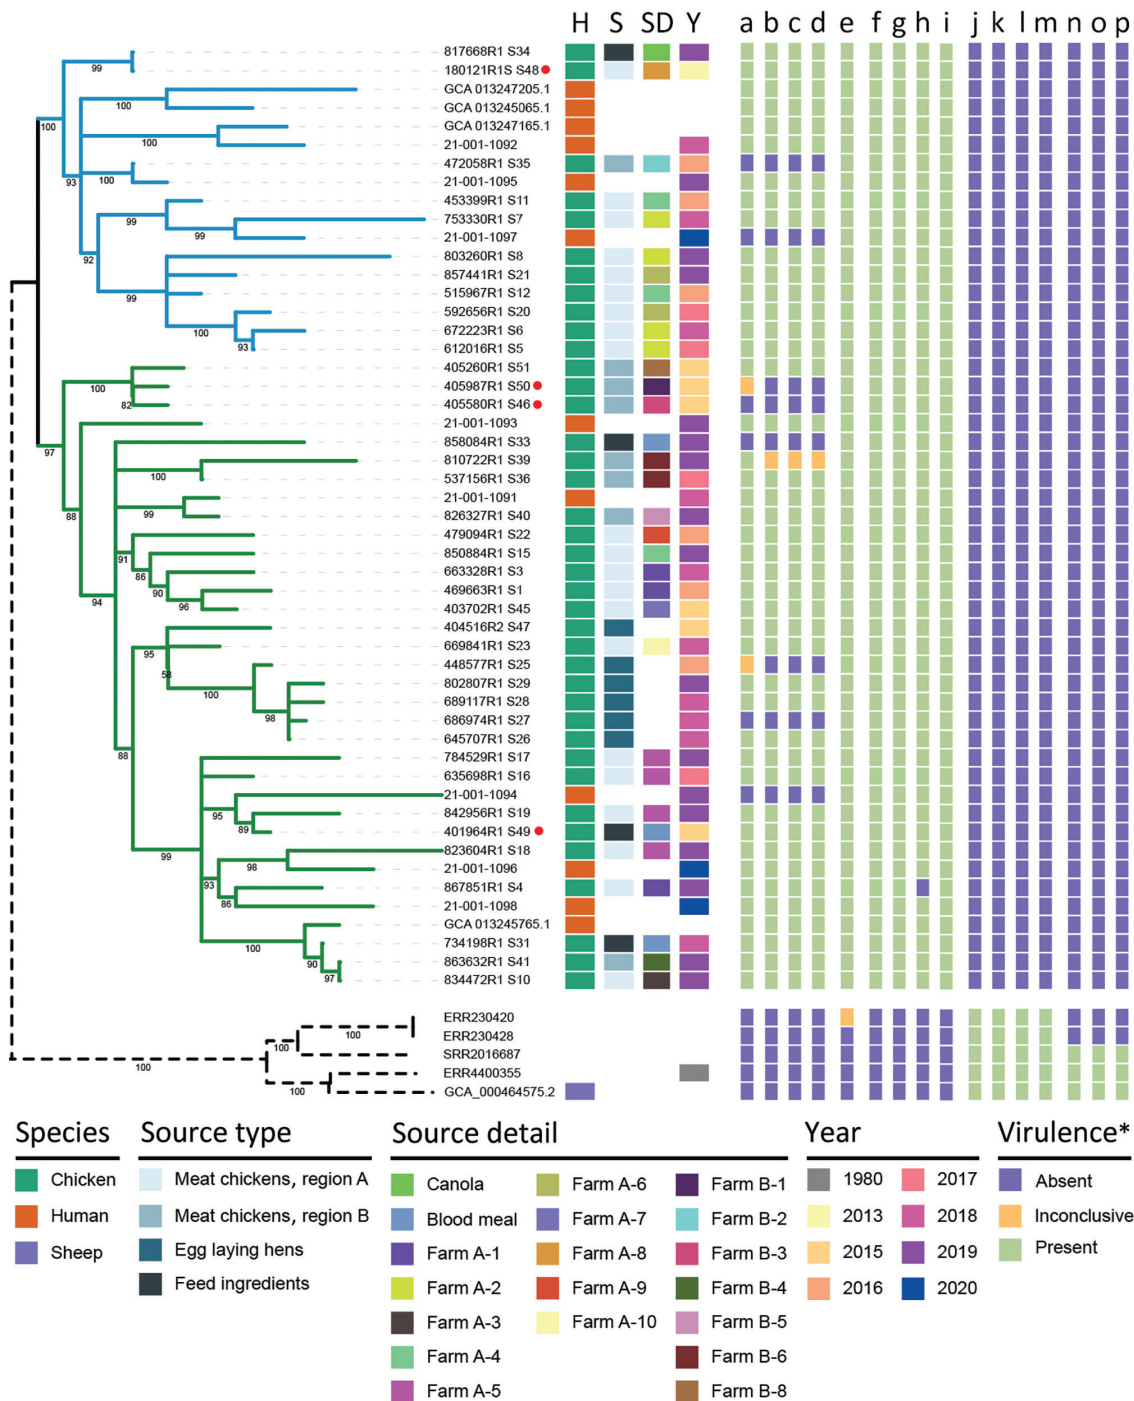 H S SD Y a b c d e f g h i j k l m n o p
817668R1 S34
99
180121R1S S48
GCA 013247205.1
100
GCA 013245065.1
100
GCA 013247165.1
100
21-001-1092
472058R1 S35
93
100
21-001-1095
453399R1 S11
99
753330R1 S7
99
21-001-1097
92
803260R1 S8
857441R1 S21
99
515967R1 S12
592656R1 S20
100
672223R1 S6
93
612016R1 S5
405260R1 S51
100
405987R1 S50
82
405580R1 S46
21-001-1093
97
858084R1 S33
810722R1 S39
100
537156R1 S36
21-001-1091
88
99
826327R1 S40
479094R1 S22
91
850884R1 S15
86
663328R1 S3
90
469663R1 S1
94
96
403702R1 S45
404516R2 S47
95
669841R1 S23
58
448577R1 S25
100
802807R1 S29
689117R1 S28
98
686974R1 S27
645707R1 S26
88
784529R1 S17
635698R1 S16
21-001-1094
95
842956R1 S19
89
401964R1 S49
99
823604R1 S18
98
21-001-1096
93
867851R1 S4
86
21-001-1098
GCA 013245765.1
100
734198R1 S31
90
863632R1 S41
97
834472R1 S10
ERR230420
100
ERR230428
100
SRR2016687
100
ERR4400355
100
GCA_000464575.2
Species
Chicken
Human
Sheep
Source type
Meat chickens, region A
Meat chickens, region B
Egg laying hens
Feed ingredients
Source detail
Canola
Blood meal
Farm A-1
Farm A-2
Farm A-3
Farm A-4
Farm A-5
Farm A-6
Farm A-7
Farm A-8
Farm A-9
Farm A-10
Farm B-1
Farm B-2
Farm B-3
Farm B-4
Farm B-5
Farm B-6
Farm B-8
Year
1980
2013
2015
2016
2017
2018
2019
2020
Virulence*
Absent
Inconclusive
Present